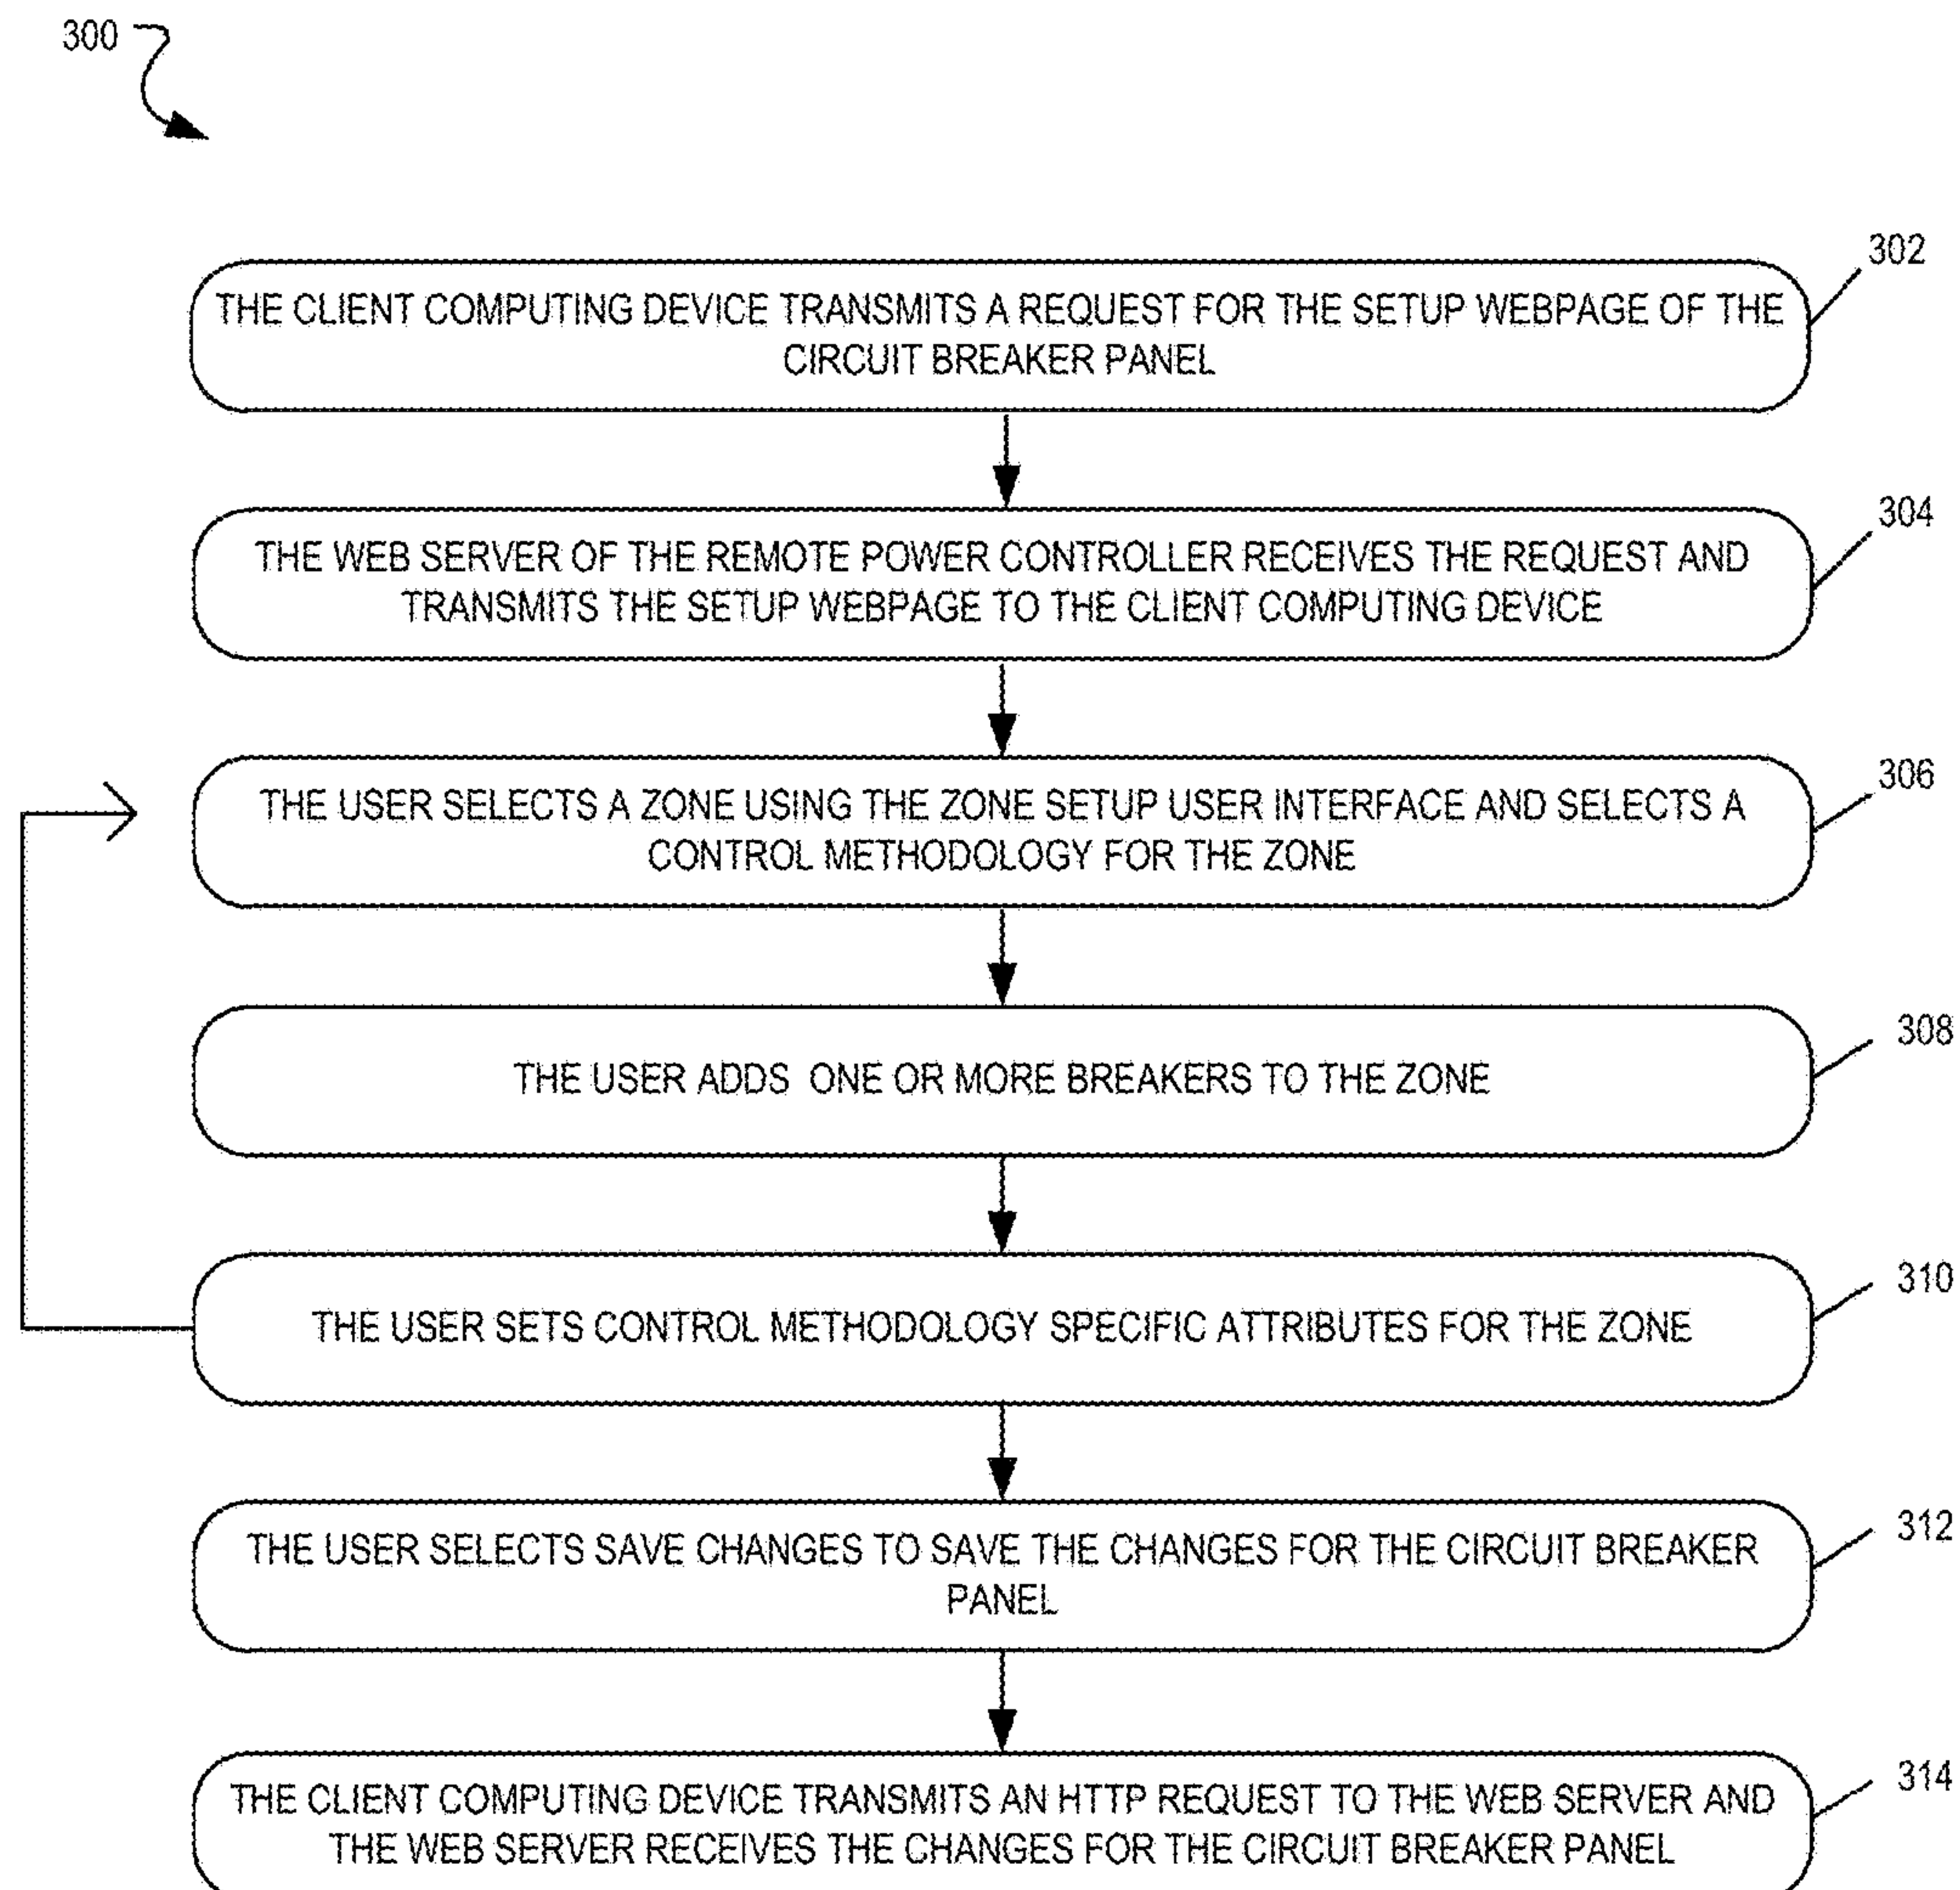 300
302
THE CLIENT COMPUTING DEVICE TRANSMITS A REQUEST FOR THE SETUP WEBPAGE OF THE
CIRCUIT BREAKER PANEL
304
THE WEB SERVER OF THE REMOTE POWER CONTROLLER RECEIVES THE REQUEST AND
TRANSMITS THE SETUP WEBPAGE TO THE CLIENT COMPUTING DEVICE
306
THE USER SELECTS A ZONE USING THE ZONE SETUP USER INTERFACE AND SELECTS A
CONTROL METHODOLOGY FOR THE ZONE
308
THE USER ADDS ONE OR MORE BREAKERS TO THE ZONE
310
THE USER SETS CONTROL METHODOLOGY SPECIFIC ATTRIBUTES FOR THE ZONE
312
THE USER SELECTS SAVE CHANGES TO SAVE THE CHANGES FOR THE CIRCUIT BREAKER
PANEL
314
THE CLIENT COMPUTING DEVICE TRANSMITS AN HTTP REQUEST TO THE WEB SERVER AND
THE WEB SERVER RECEIVES THE CHANGES FOR THE CIRCUIT BREAKER PANEL